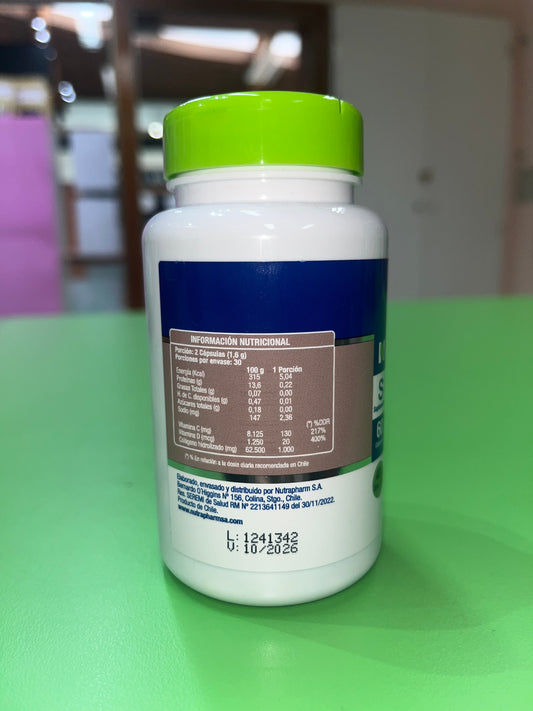 INFORMACIÓN NUTRICIONAL
Porción: 2 Cápsulas (1,6 g)
Porciones por envase: 30
100 g 1 Porción
Energía (Kcal) 315 5,04
Proteínas (g) 13,6 0,22
Grasas Totales (g) 0,07 0,00
H. de C. disponibles (g) 0,47 0,01
Azúcares totales (g) 0,18 0,00
Sodio (mg) 147 2,36
(*) %DDR
Vitamina C (mg) 8.125 130 217%
Vitamina D (mcg) 1.250 20 400%
Colágeno hidrolizado (mg) 62.500 1.000
(*) % En relación a la dosis diaria recomendada en Chile
Elaborado, envasado y distribuido por Nutrapharm S.A.
Bernardo O'Higgins Nº 156, Colina, Stgo., Chile.
Res. SEREMI de Salud RM Nº 2213641149 del 30/11/2022.
Producto de Chile.
www.nutrapharmsa.com
L: 1241342
V: 10/2026